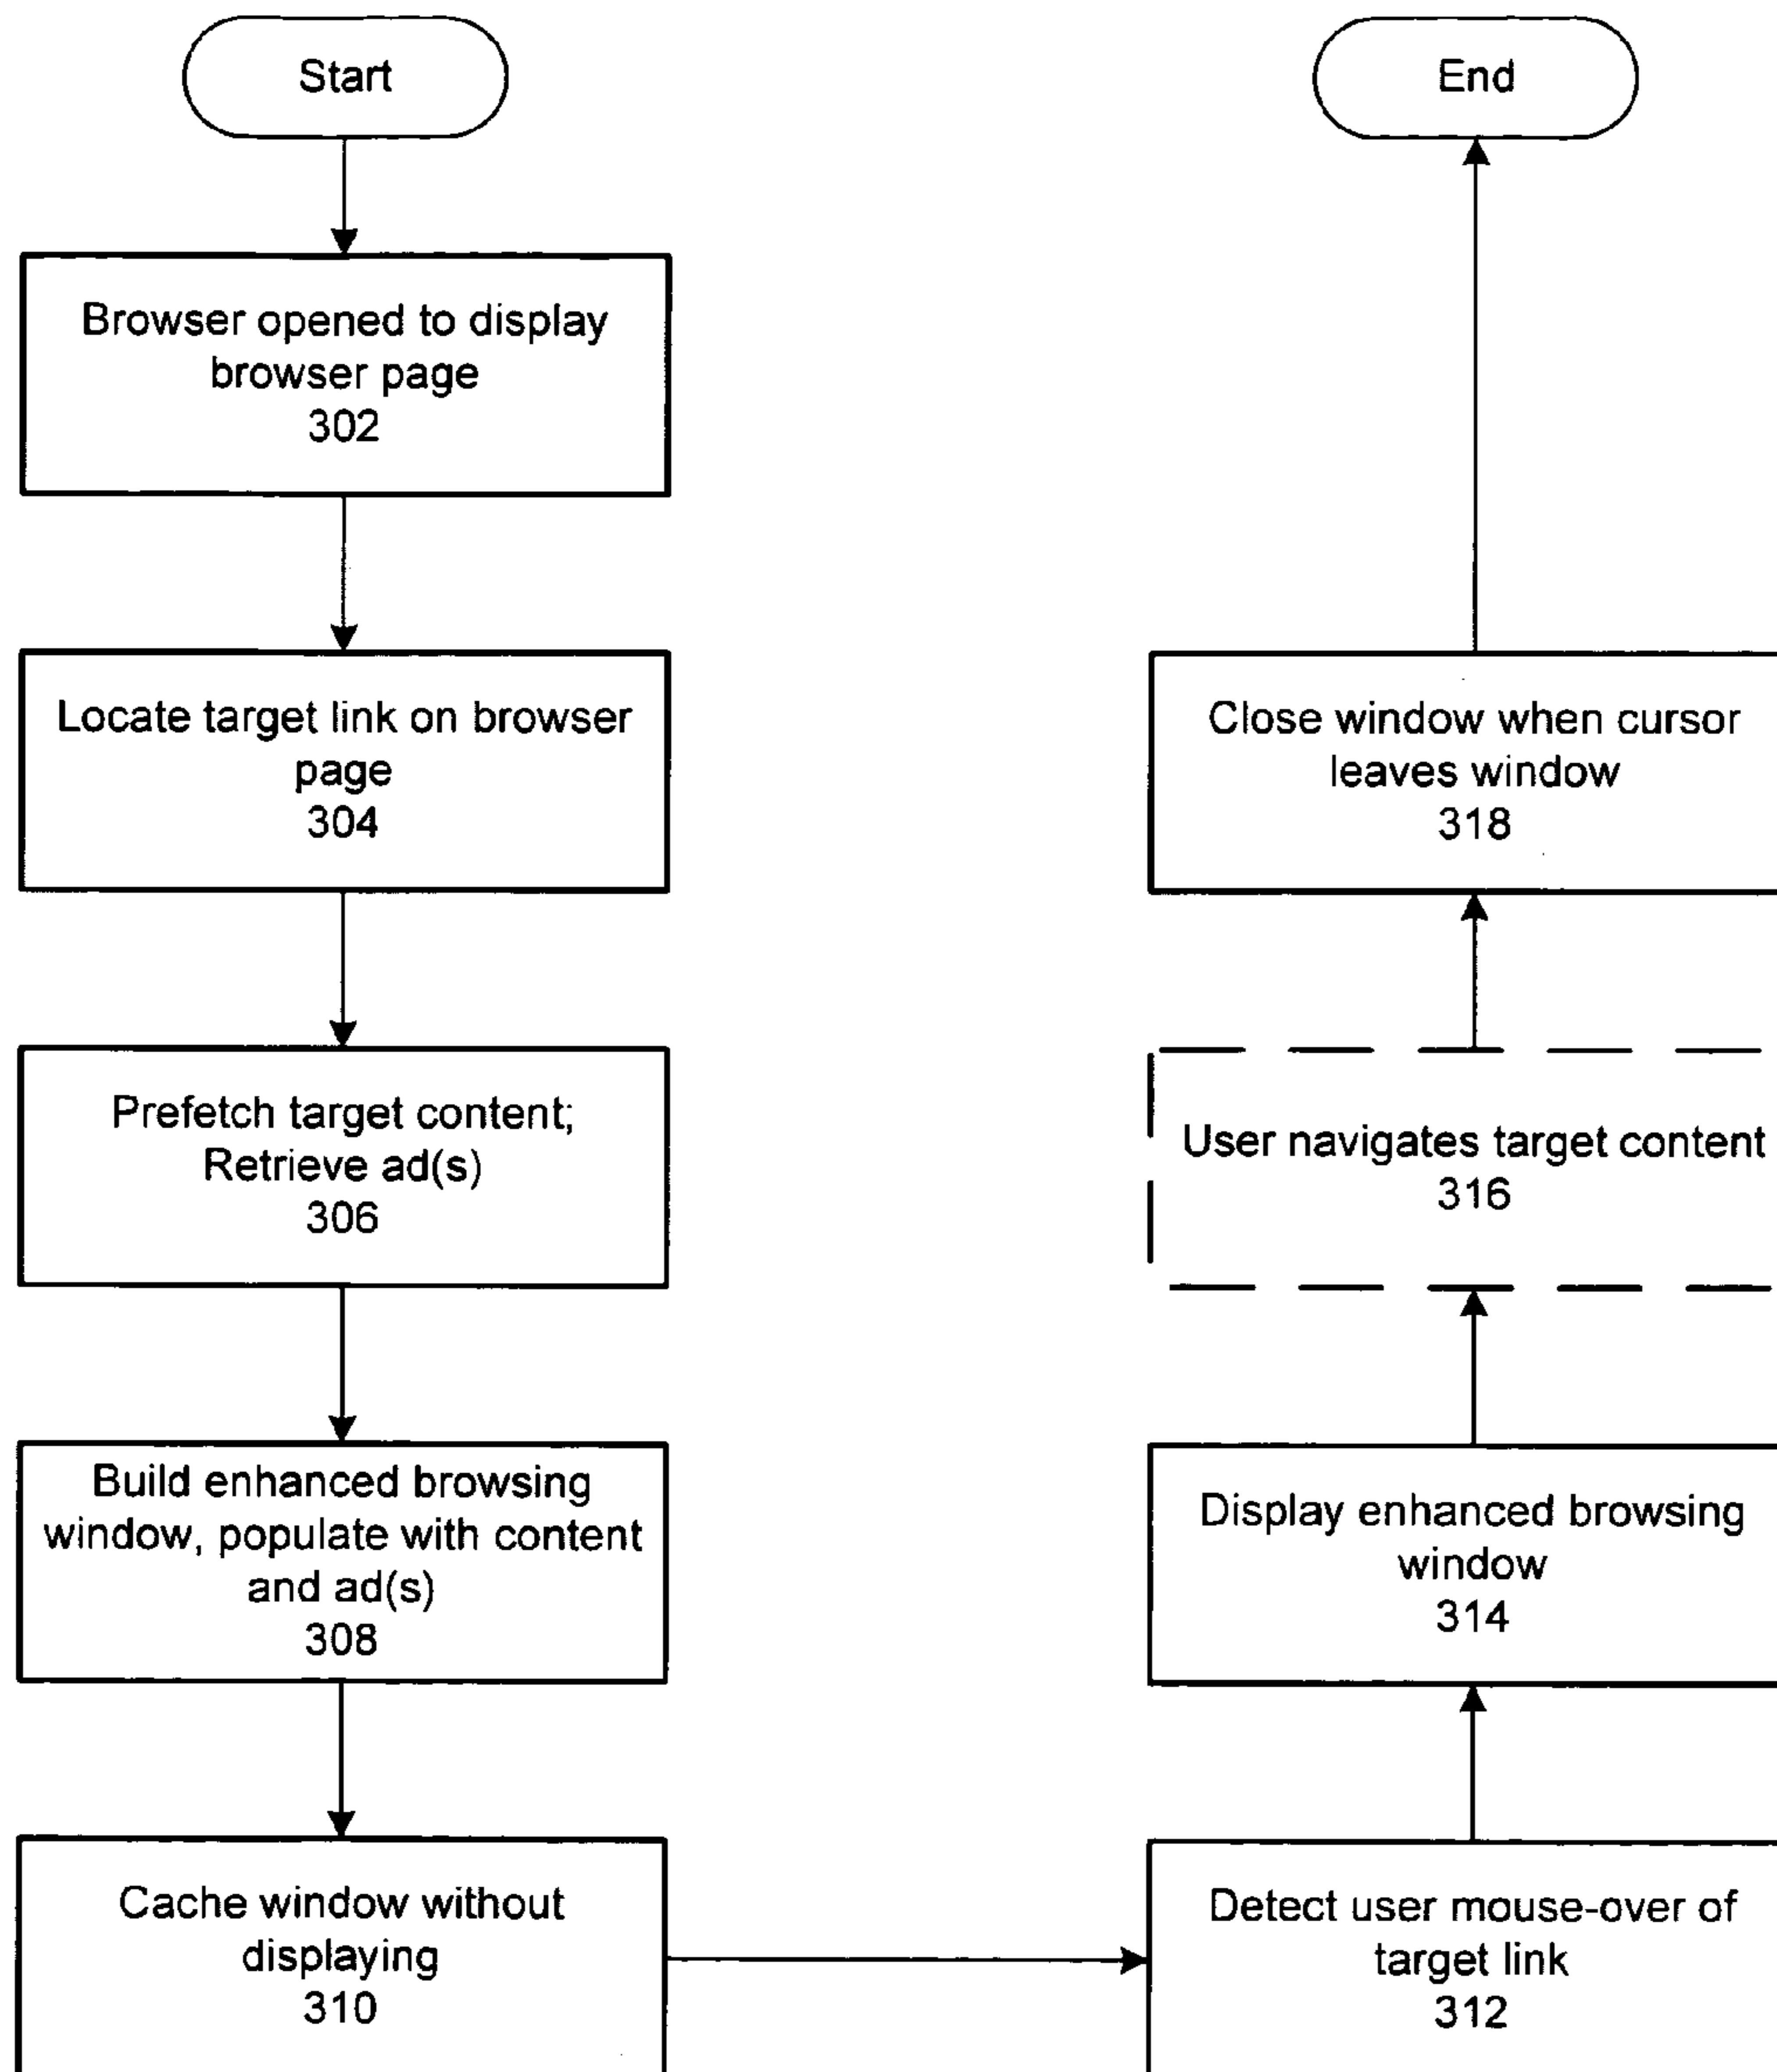 Start
Browser opened to display
browser page
302
Locate target link on browser
page
304
Prefetch target content;
Retrieve ad(s)
306
Build enhanced browsing
window, populate with content
and ad(s)
308
Cache window without
displaying
310
Detect user mouse-over of
target link
312
Display enhanced browsing
window
314
User navigates target content
316
Close window when cursor
leaves window
318
End